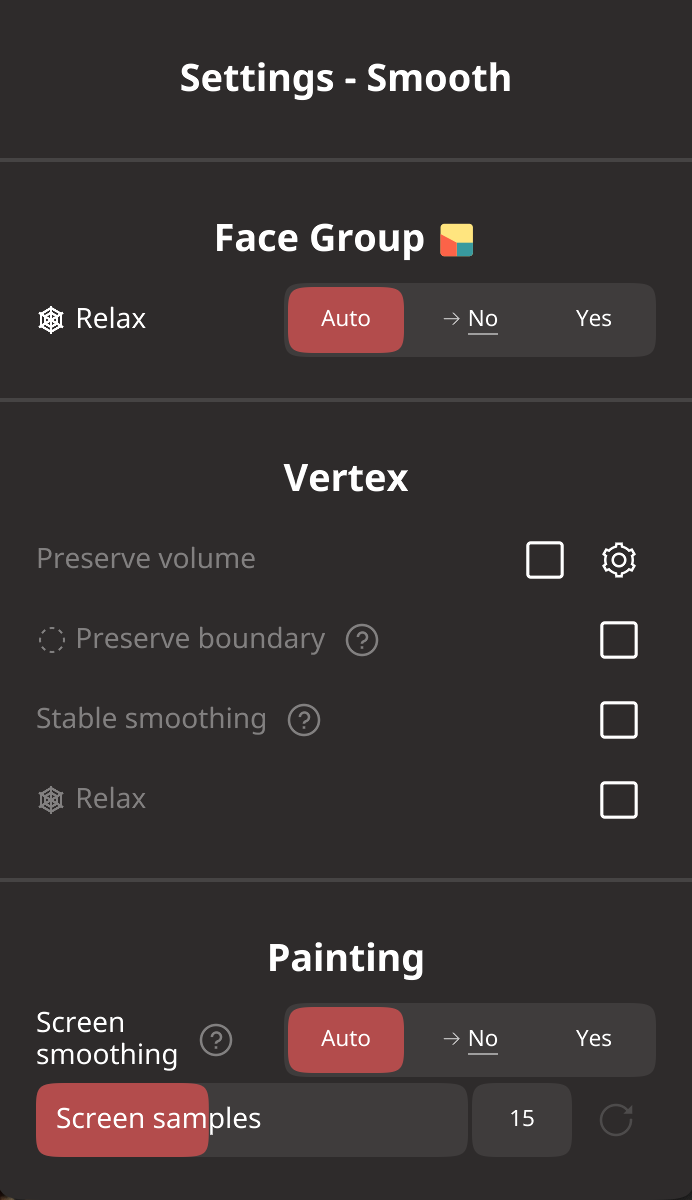 Settings - Smooth
Face Group
Relax Auto → No Yes
Vertex
Preserve volume
Preserve boundary ?
Stable smoothing ?
Relax
Painting
Screen
smoothing ? Auto → No Yes
Screen samples 15